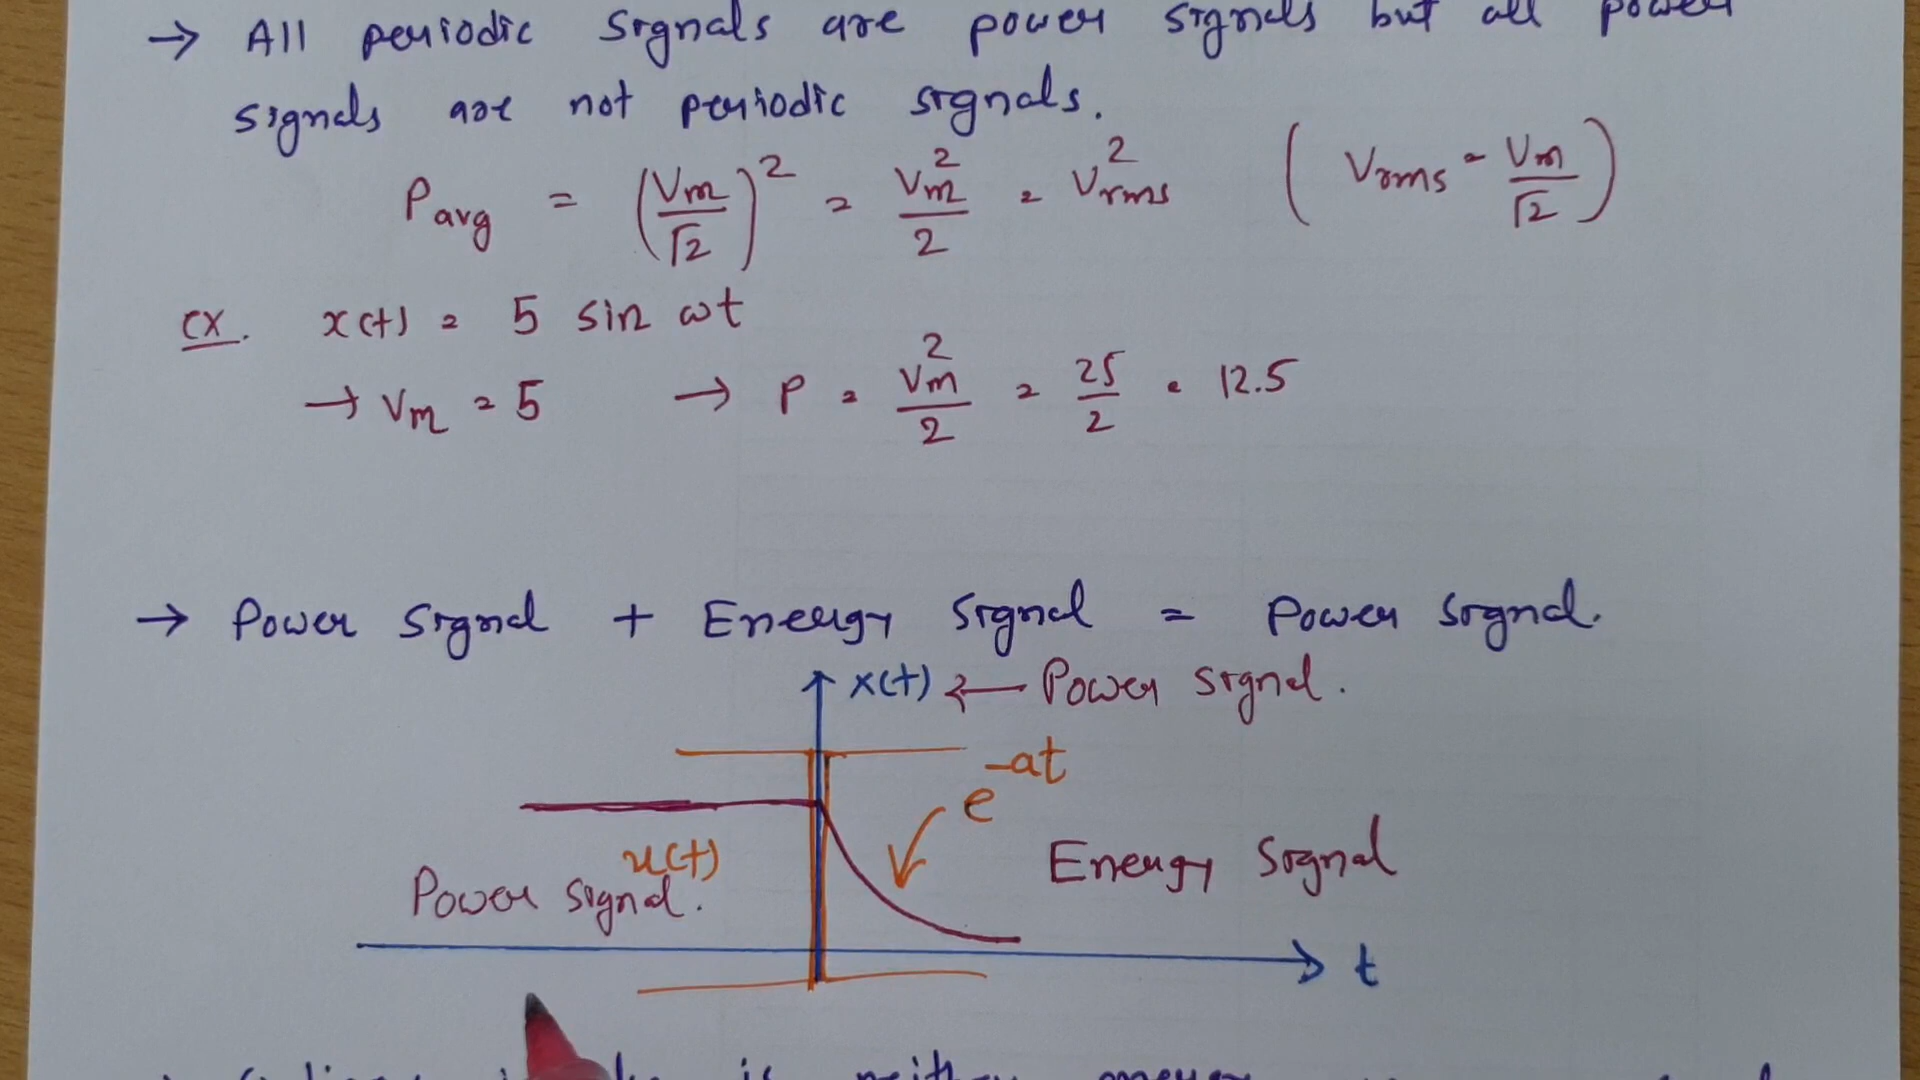 → All periodic signals are power signals but all power
signals are not periodic signals.
Pavg = (Vm/√2)² = Vm²/2 = Vrms² (Vrms = Vm/√2)
ex. x(t) = 5 sin ωt
→ Vm = 5 → P = Vm²/2 = 25/2 = 12.5
→ Power signal + Energy signal = Power signal.
x(t) ← Power signal.
e^-at
u(t)
Power signal.
Energy signal
t
is neither